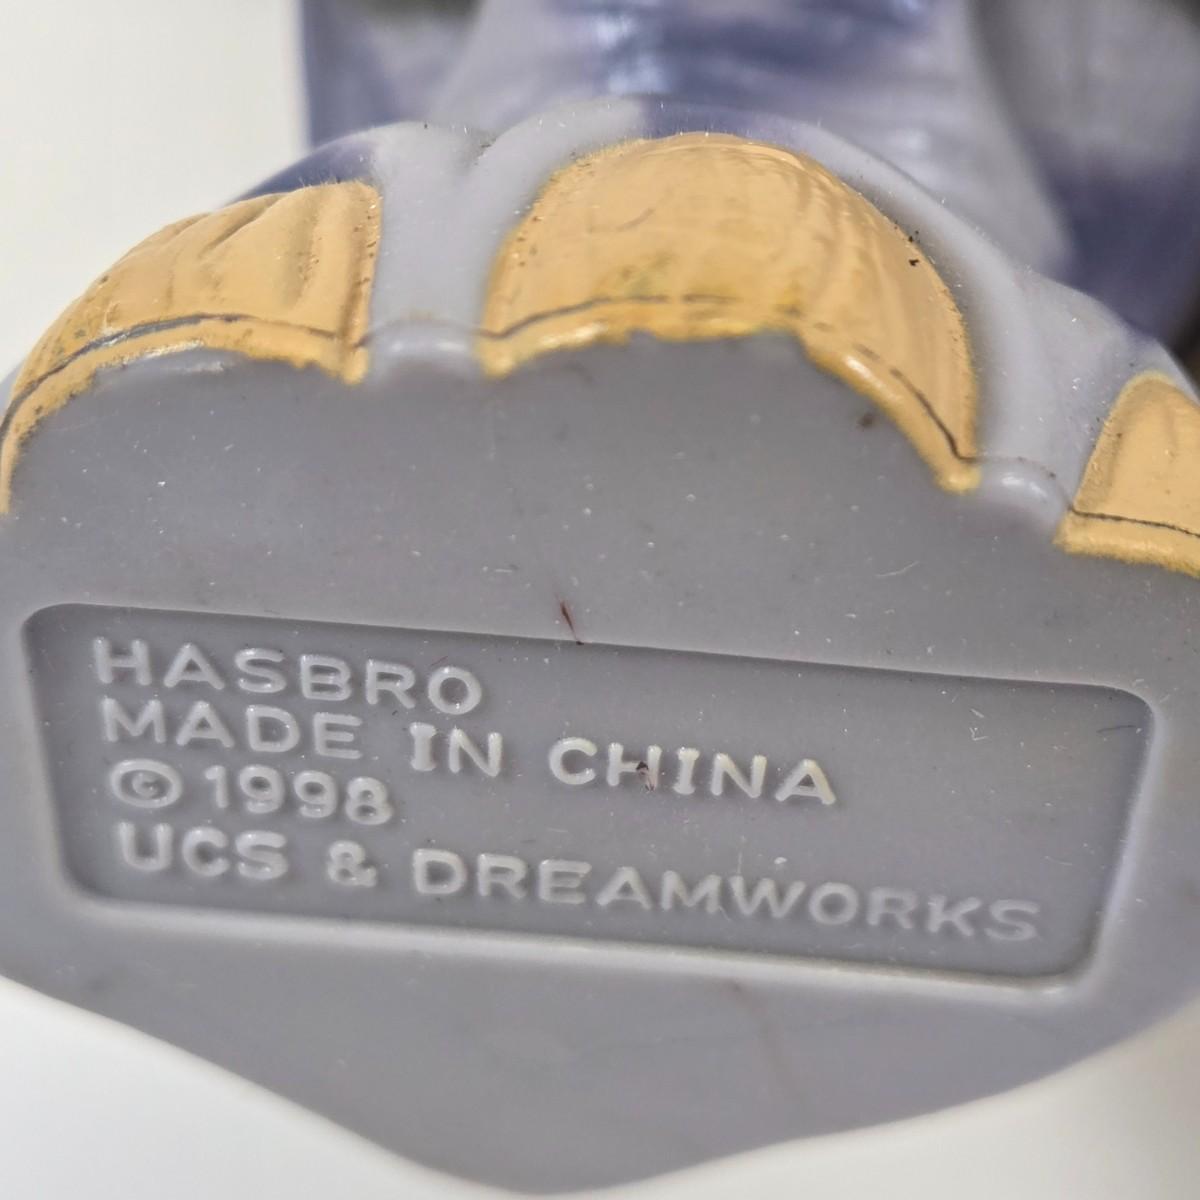 HASBRO
MADE IN CHINA
© 1998
UCS & DREAMWORKS